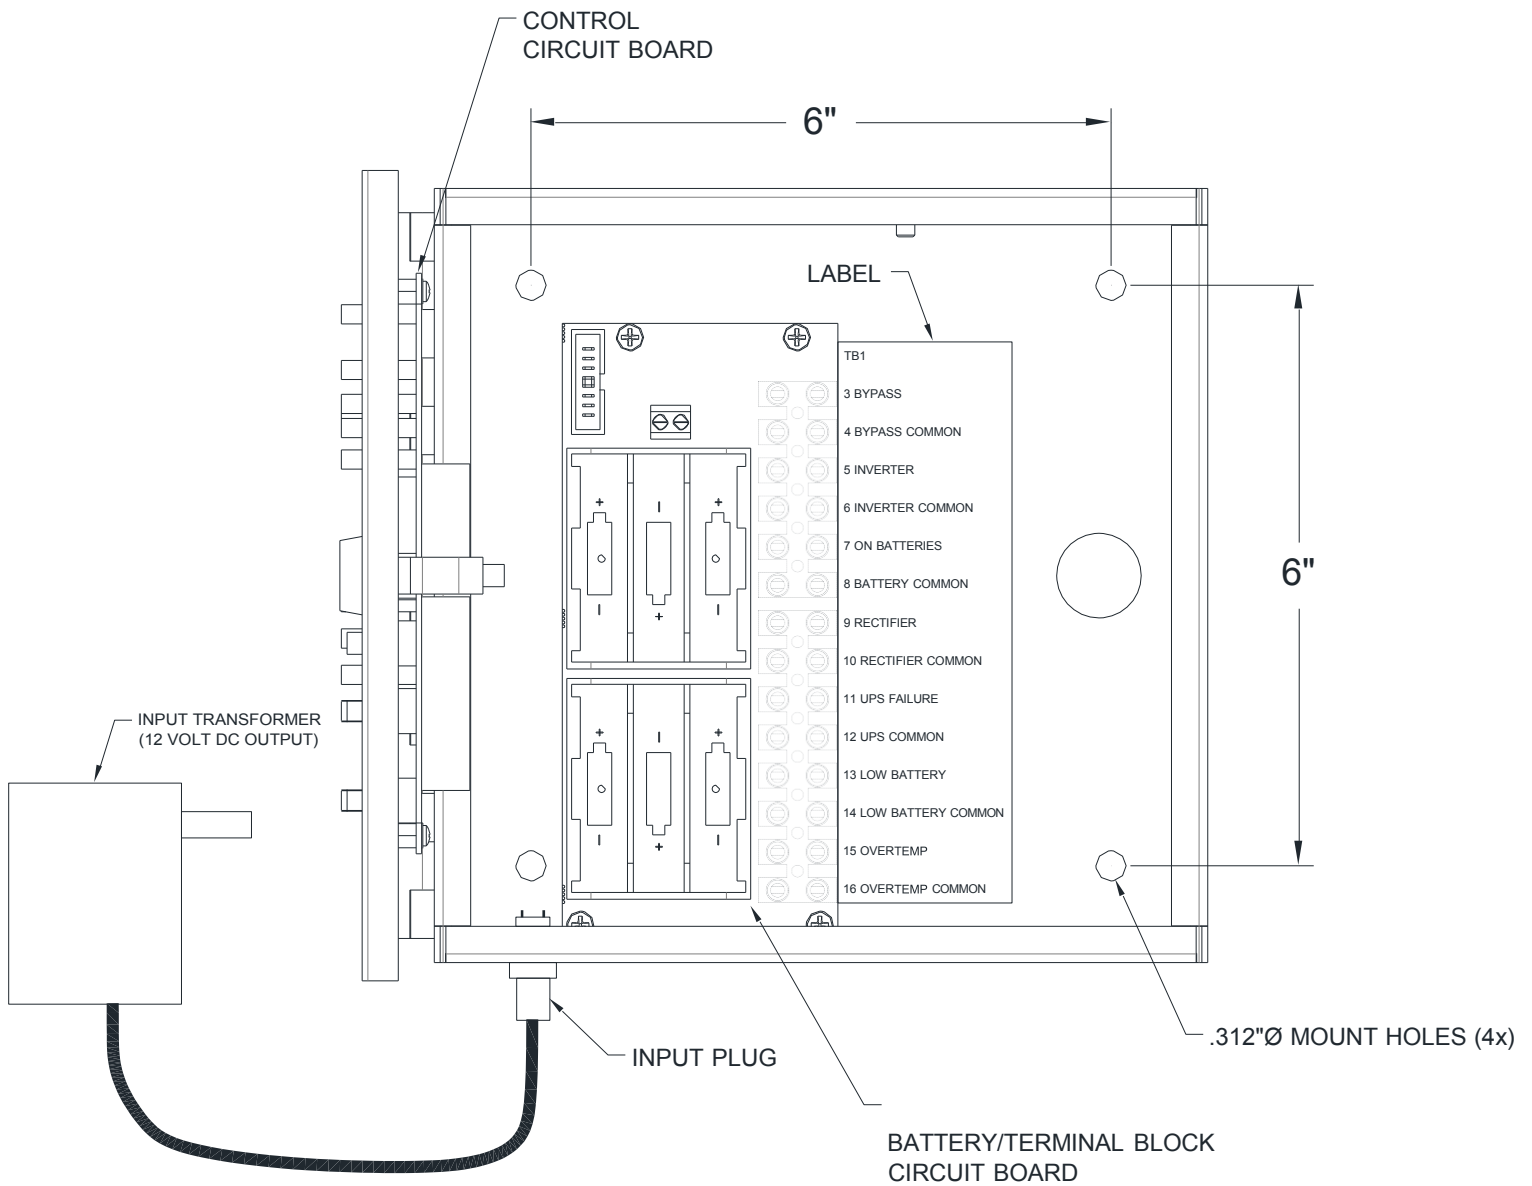 CONTROL
CIRCUIT BOARD
6"
LABEL
TB1
3 BYPASS
4 BYPASS COMMON
5 INVERTER
6 INVERTER COMMON
7 ON BATTERIES
8 BATTERY COMMON
9 RECTIFIER
10 RECTIFIER COMMON
11 UPS FAILURE
12 UPS COMMON
13 LOW BATTERY
14 LOW BATTERY COMMON
15 OVERTEMP
16 OVERTEMP COMMON
6"
+ – +
– + –
+ – +
– + –
INPUT TRANSFORMER
(12 VOLT DC OUTPUT)
.312"Ø MOUNT HOLES (4x)
INPUT PLUG
BATTERY/TERMINAL BLOCK
CIRCUIT BOARD